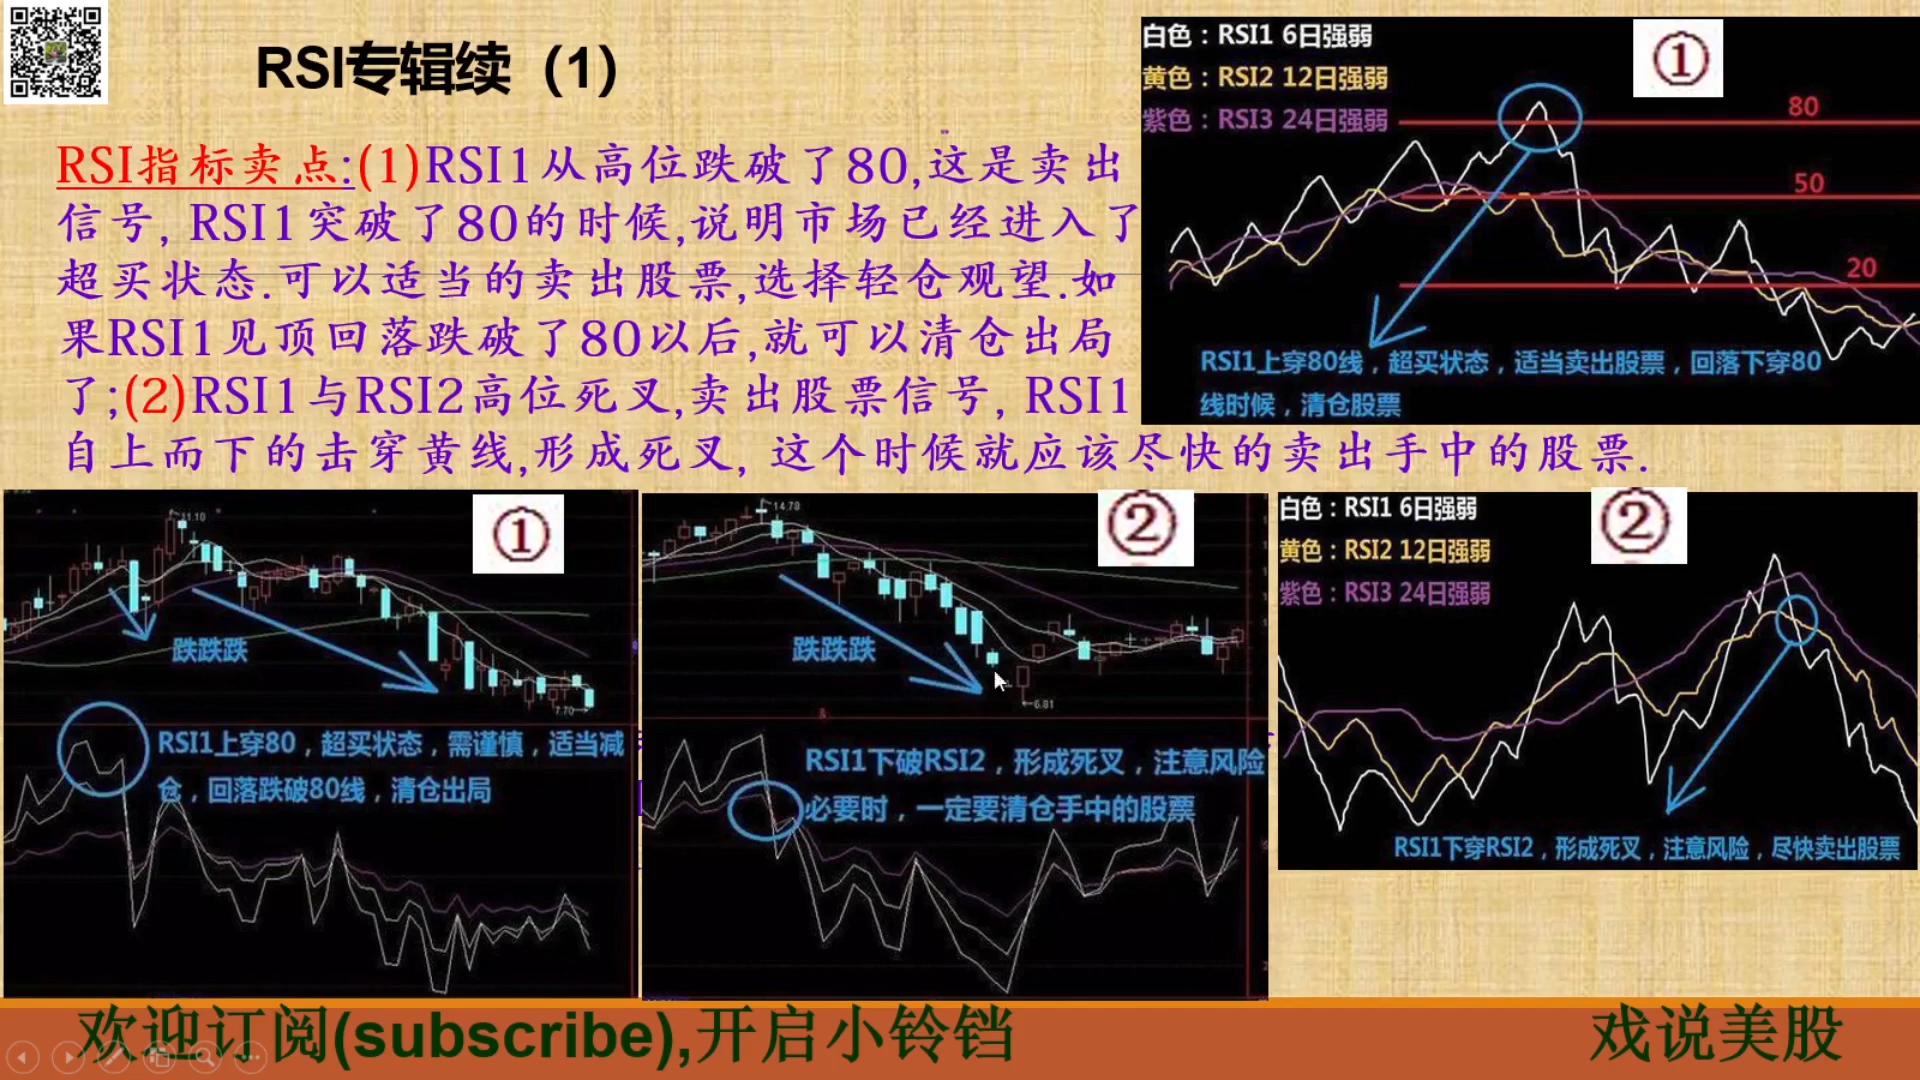 RSI专辑续（1）
RSI指标卖点:(1)RSI1从高位跌破了80,这是卖出
信号, RSI1突破了80的时候,说明市场已经进入了
超买状态.可以适当的卖出股票,选择轻仓观望.如
果RSI1见顶回落跌破了80以后,就可以清仓出局
了;(2)RSI1与RSI2高位死叉,卖出股票信号, RSI1
自上而下的击穿黄线,形成死叉, 这个时候就应该尽快的卖出手中的股票.
白色：RSI1 6日强弱
黄色：RSI2 12日强弱
紫色：RSI3 24日强弱
①
80
50
20
RSI1上穿80线，超买状态，适当卖出股票，回落下穿80
线时候，清仓股票
①
11.10
跌跌跌
7.70
RSI1上穿80，超买状态，需谨慎，适当减
仓，回落跌破80线，清仓出局
②
14.78
跌跌跌
6.81
RSI1下破RSI2，形成死叉，注意风险
必要时，一定要清仓手中的股票
白色：RSI1 6日强弱
黄色：RSI2 12日强弱
紫色：RSI3 24日强弱
②
RSI1下穿RSI2，形成死叉，注意风险，尽快卖出股票
欢迎订阅(subscribe),开启小铃铛
戏说美股